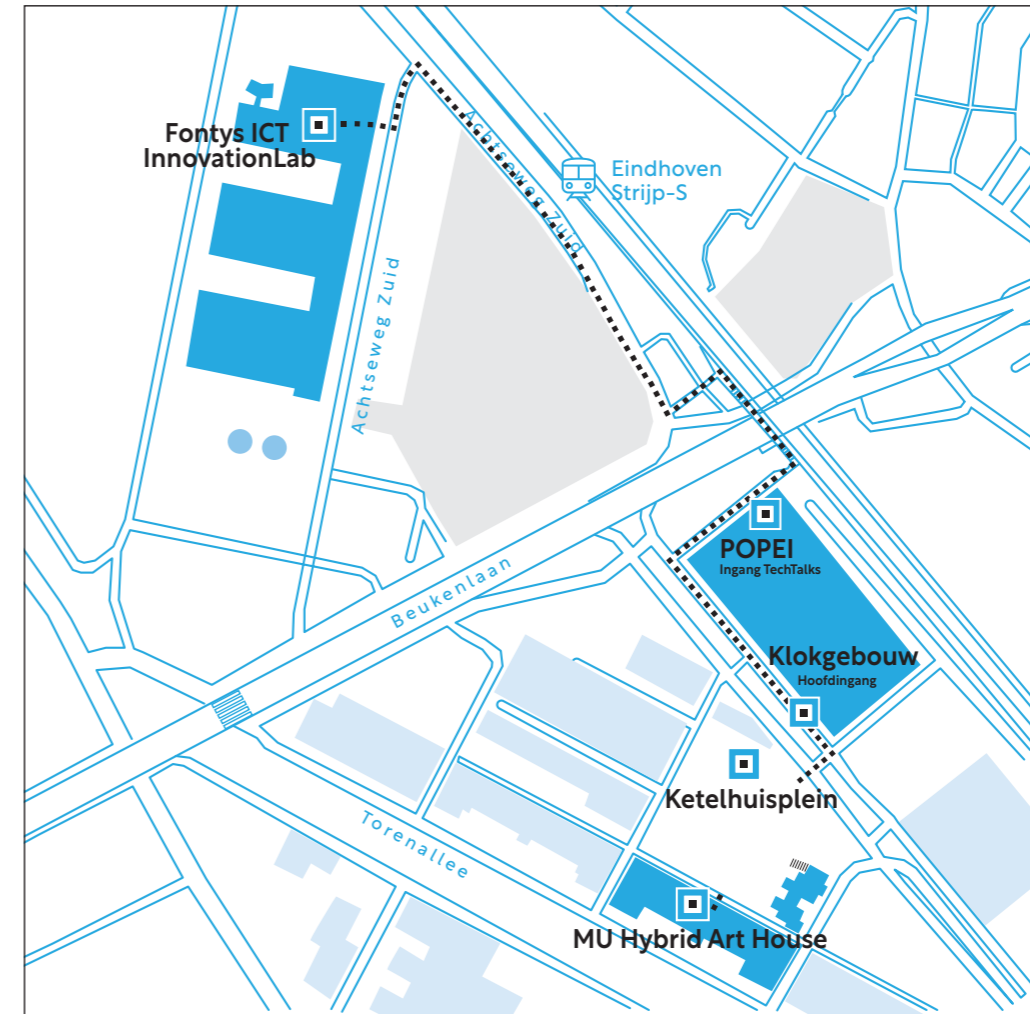 Fontys ICT
InnovationLab
Achtseweg Zuid
Eindhoven
Strijp-S
Achtseweg Zuid
Beukenlaan
POPEI
Ingang TechTalks
Klokgebouw
Hoofdingang
Ketelhuisplein
Torenallee
MU Hybrid Art House